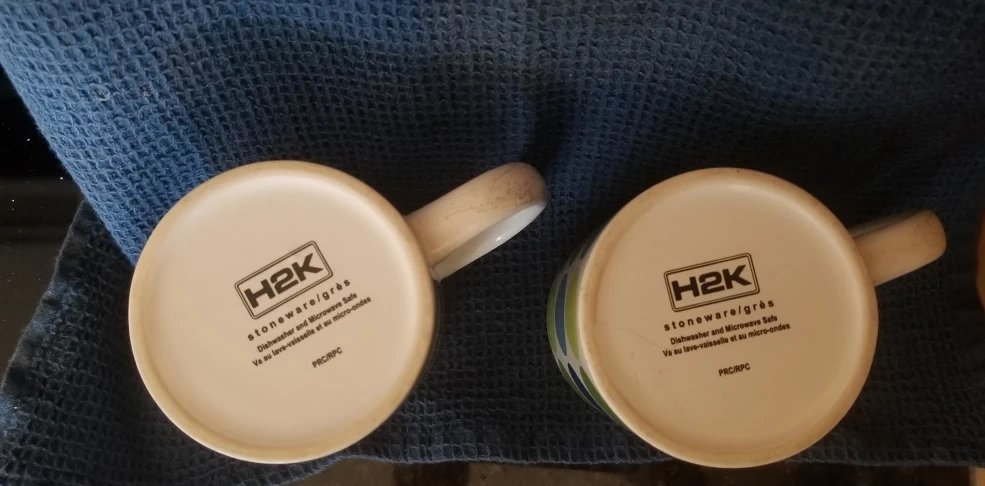 H2K
stoneware/grès
Dishwasher and Microwave Safe
Va au lave-vaisselle et au micro-ondes
PRC/RPC
H2K
stoneware/grès
Dishwasher and Microwave Safe
Va au lave-vaisselle et au micro-ondes
PRC/RPC